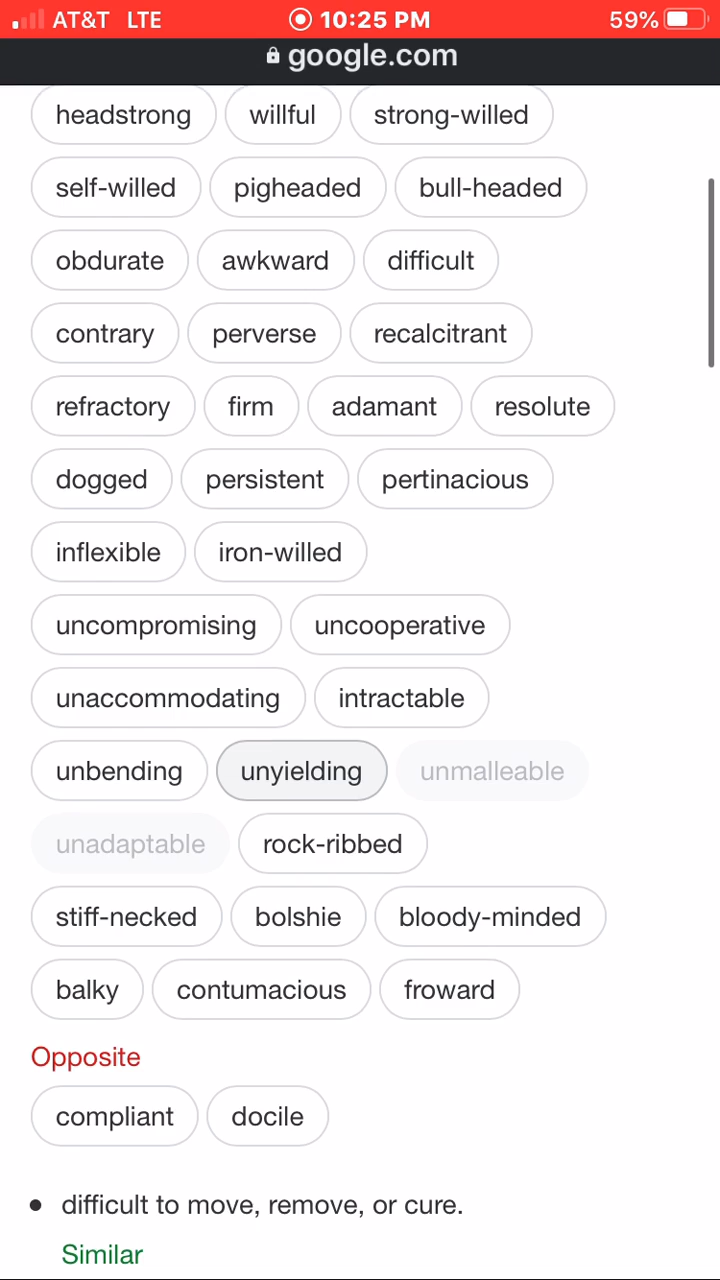 AT&T LTE 10:25 PM 59%
google.com
headstrong willful strong-willed
self-willed pigheaded bull-headed
obdurate awkward difficult
contrary perverse recalcitrant
refractory firm adamant resolute
dogged persistent pertinacious
inflexible iron-willed
uncompromising uncooperative
unaccommodating intractable
unbending unyielding unmalleable
unadaptable rock-ribbed
stiff-necked bolshie bloody-minded
balky contumacious froward
Opposite
compliant docile
• difficult to move, remove, or cure.
Similar